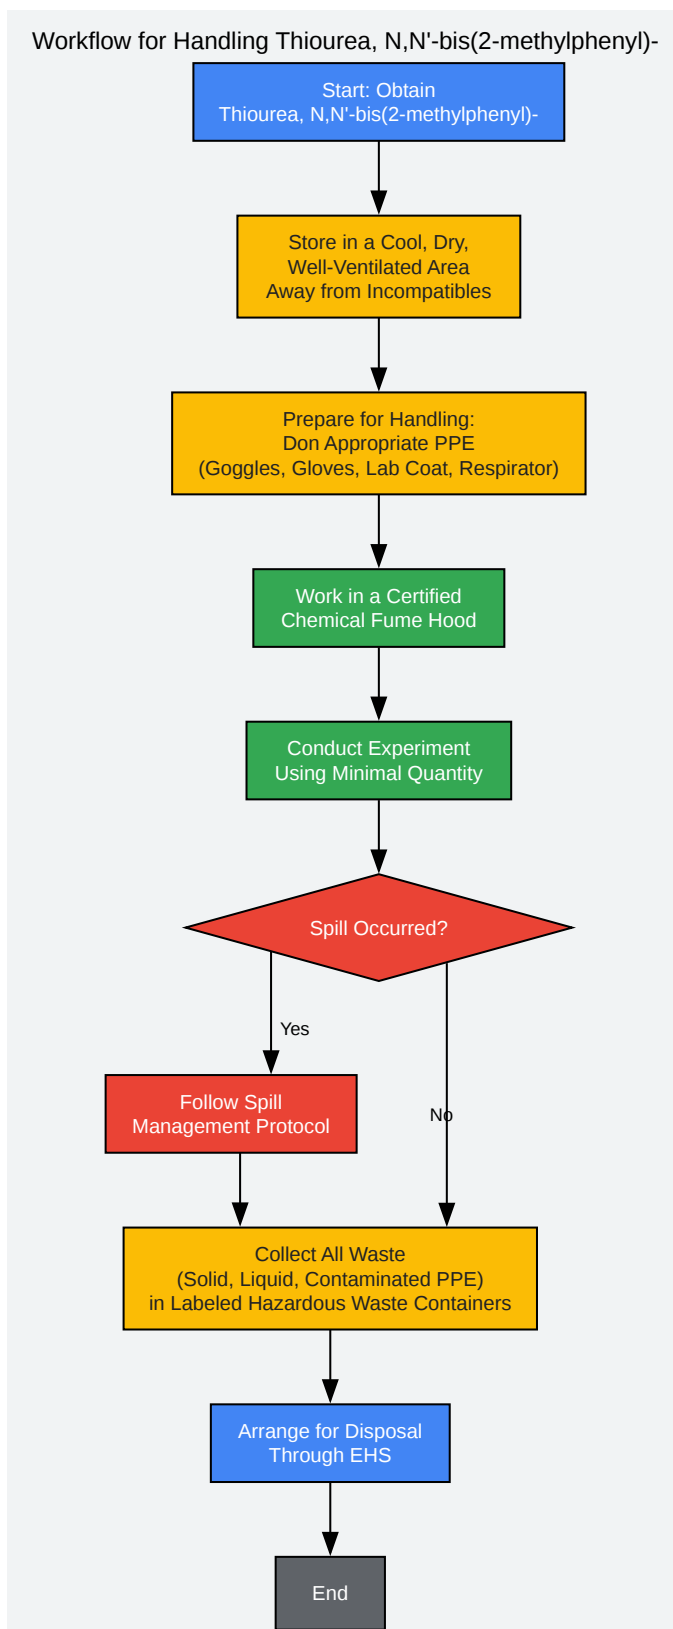 Workflow for Handling Thiourea, N,N'-bis(2-methylphenyl)-
Start: Obtain
Thiourea, N,N'-bis(2-methylphenyl)-
Store in a Cool, Dry,
Well-Ventilated Area
Away from Incompatibles
Prepare for Handling:
Don Appropriate PPE
(Goggles, Gloves, Lab Coat, Respirator)
Work in a Certified
Chemical Fume Hood
Conduct Experiment
Using Minimal Quantity
Spill Occurred?
Yes
Follow Spill
Management Protocol
No
Collect All Waste
(Solid, Liquid, Contaminated PPE)
in Labeled Hazardous Waste Containers
Arrange for Disposal
Through EHS
End